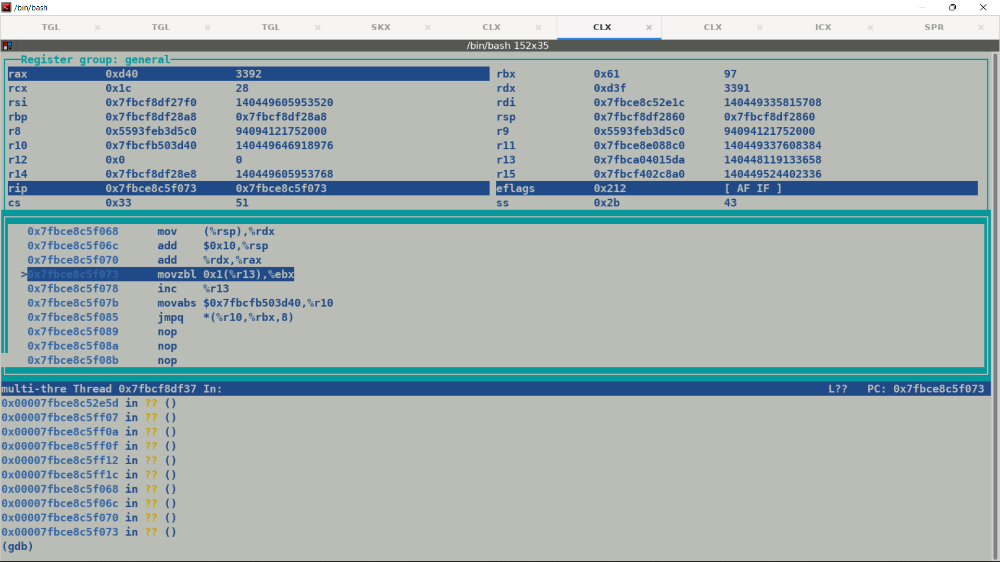 /bin/bash
TGL TGL TGL SKX CLX CLX CLX ICX SPR
/bin/bash 152x35
Register group: general
rax 0xd40 3392 rbx 0x61 97
rcx 0x1c 28 rdx 0xd3f 3391
rsi 0x7fbcf8df27f0 140449605953520 rdi 0x7fbce8c52e1c 140449335815708
rbp 0x7fbcf8df28a8 0x7fbcf8df28a8 rsp 0x7fbcf8df2860 0x7fbcf8df2860
r8 0x5593feb3d5c0 94094121752000 r9 0x5593feb3d5c0 94094121752000
r10 0x7fbcfb503d40 140449646918976 r11 0x7fbce8e088c0 140449337608384
r12 0x0 0 r13 0x7fbca04015da 140448119133658
r14 0x7fbcf8df28e8 140449605953768 r15 0x7fbcf402c8a0 140449524402336
rip 0x7fbce8c5f073 0x7fbce8c5f073 eflags 0x212 [ AF IF ]
cs 0x33 51 ss 0x2b 43
0x7fbce8c5f068 mov (%rsp),%rdx
0x7fbce8c5f06c add $0x10,%rsp
0x7fbce8c5f070 add %rdx,%rax
>0x7fbce8c5f073 movzbl 0x1(%r13),%ebx
0x7fbce8c5f078 inc %r13
0x7fbce8c5f07b movabs $0x7fbcfb503d40,%r10
0x7fbce8c5f085 jmpq *(%r10,%rbx,8)
0x7fbce8c5f089 nop
0x7fbce8c5f08a nop
0x7fbce8c5f08b nop
multi-thre Thread 0x7fbcf8df37 In: L?? PC: 0x7fbce8c5f073
0x00007fbce8c52e5d in ?? ()
0x00007fbce8c5ff07 in ?? ()
0x00007fbce8c5ff0a in ?? ()
0x00007fbce8c5ff0f in ?? ()
0x00007fbce8c5ff12 in ?? ()
0x00007fbce8c5ff1c in ?? ()
0x00007fbce8c5f068 in ?? ()
0x00007fbce8c5f06c in ?? ()
0x00007fbce8c5f070 in ?? ()
0x00007fbce8c5f073 in ?? ()
(gdb)